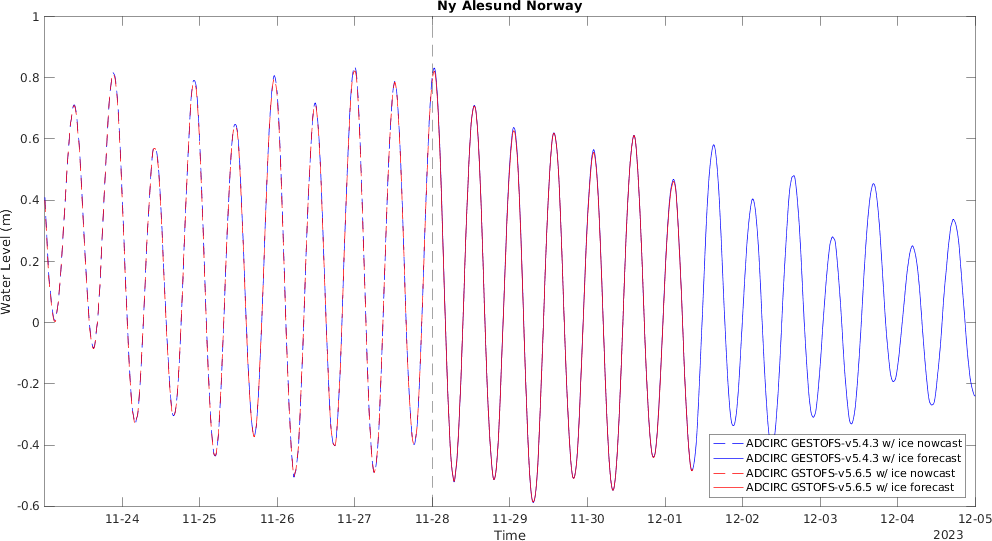 Ny Alesund Norway
1
0.8
0.6
0.4
0.2
0
-0.2
-0.4
-0.6
Water Level (m)
ADCIRC GESTOFS-v5.4.3 w/ ice nowcast
ADCIRC GESTOFS-v5.4.3 w/ ice forecast
ADCIRC GSTOFS-v5.6.5 w/ ice nowcast
ADCIRC GSTOFS-v5.6.5 w/ ice forecast
11-24 11-25 11-26 11-27 11-28 11-29 11-30 12-01 12-02 12-03 12-04 12-05
Time
2023